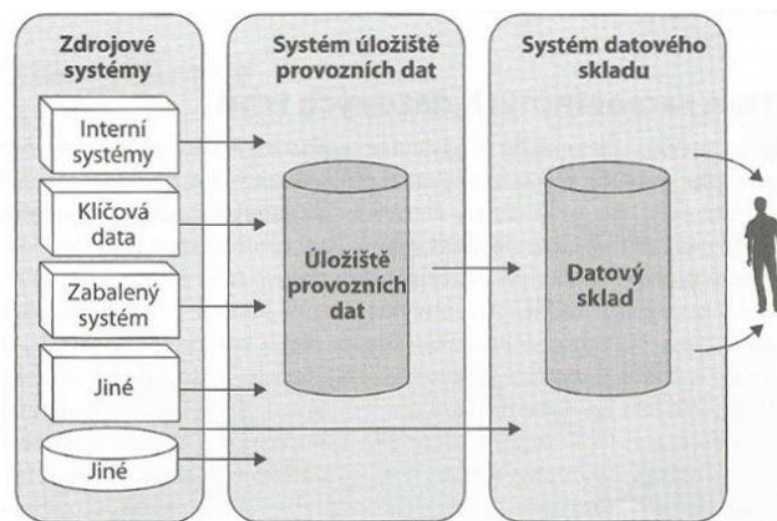 Zdrojové
systémy
Interní
systémy
Klíčová
data
Zabalený
systém
Jiné
Jiné
Systém úložiště
provozních dat
Úložiště
provozních
dat
Systém datového
skladu
Datový
sklad